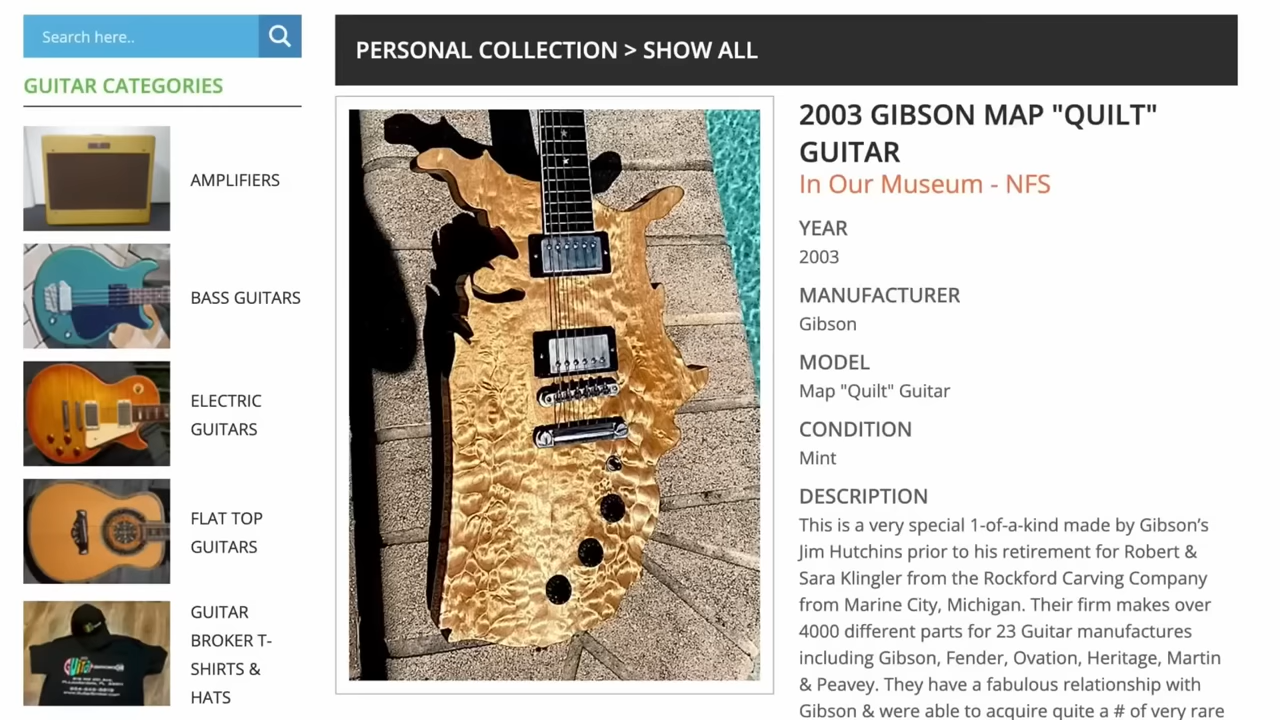 Search here..
GUITAR CATEGORIES
AMPLIFIERS
BASS GUITARS
ELECTRIC
GUITARS
FLAT TOP
GUITARS
GUITAR
BROKER T-
SHIRTS &
HATS
PERSONAL COLLECTION > SHOW ALL
2003 GIBSON MAP "QUILT"
GUITAR
In Our Museum - NFS
YEAR
2003
MANUFACTURER
Gibson
MODEL
Map "Quilt" Guitar
CONDITION
Mint
DESCRIPTION
This is a very special 1-of-a-kind made by Gibson's
Jim Hutchins prior to his retirement for Robert &
Sara Klingler from the Rockford Carving Company
from Marine City, Michigan. Their firm makes over
4000 different parts for 23 Guitar manufactures
including Gibson, Fender, Ovation, Heritage, Martin
& Peavey. They have a fabulous relationship with
Gibson & were able to acquire quite a # of very rare